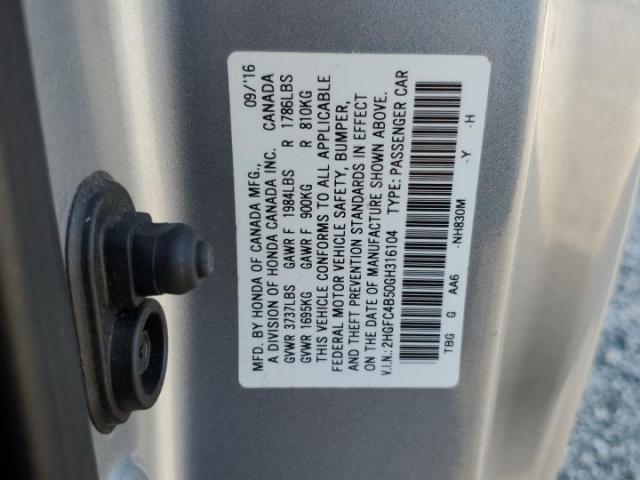 MFD. BY HONDA OF CANADA MFG., 09/'16
A DIVISION OF HONDA CANADA INC. CANADA
GVWR 3737LBS GAWR F 1984LBS R 1786LBS
GVWR 1695KG GAWR F 900KG R 810KG
THIS VEHICLE CONFORMS TO ALL APPLICABLE
FEDERAL MOTOR VEHICLE SAFETY, BUMPER,
AND THEFT PREVENTION STANDARDS IN EFFECT
ON THE DATE OF MANUFACTURE SHOWN ABOVE.
V.I.N.: 2HGFC4B50GH316104 TYPE: PASSENGER CAR
TBG G AA6 -NH830M -Y -H